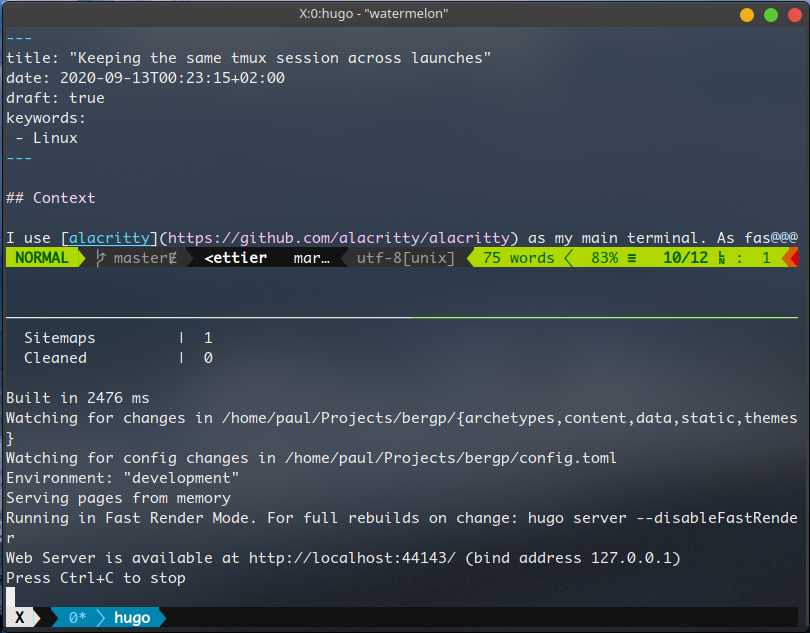 X:0:hugo - "watermelon"
---
title: "Keeping the same tmux session across launches"
date: 2020-09-13T00:23:15+02:00
draft: true
keywords:
 - Linux
---
## Context
I use [alacritty](https://github.com/alacritty/alacritty) as my main terminal. As fas@@@
NORMAL masterɆ <ettier mar… utf-8[unix] 75 words 83% ≡ 10/12 ㏑ : 1
Sitemaps | 1
Cleaned | 0
Built in 2476 ms
Watching for changes in /home/paul/Projects/bergp/{archetypes,content,data,static,themes
}
Watching for config changes in /home/paul/Projects/bergp/config.toml
Environment: "development"
Serving pages from memory
Running in Fast Render Mode. For full rebuilds on change: hugo server --disableFastRende
r
Web Server is available at http://localhost:44143/ (bind address 127.0.0.1)
Press Ctrl+C to stop
X 0* hugo